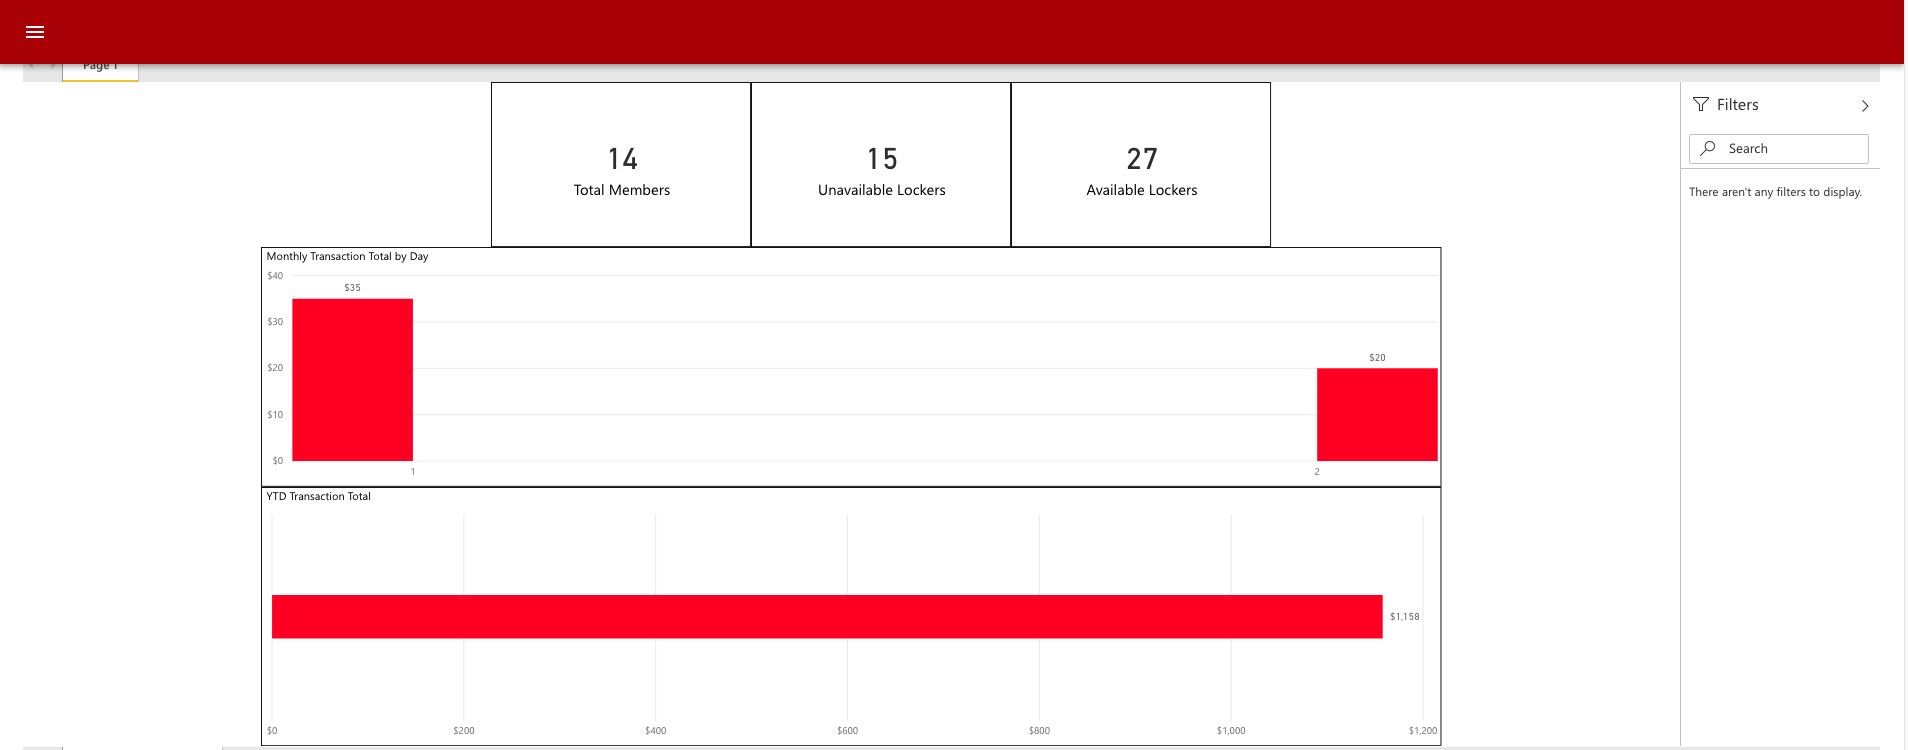 Page 1
Filters
Search
There aren't any filters to display.
14
Total Members
15
Unavailable Lockers
27
Available Lockers
Monthly Transaction Total by Day
$40
$30
$20
$10
$0
$35
$20
1
2
YTD Transaction Total
$1,158
$0
$200
$400
$600
$800
$1,000
$1,200